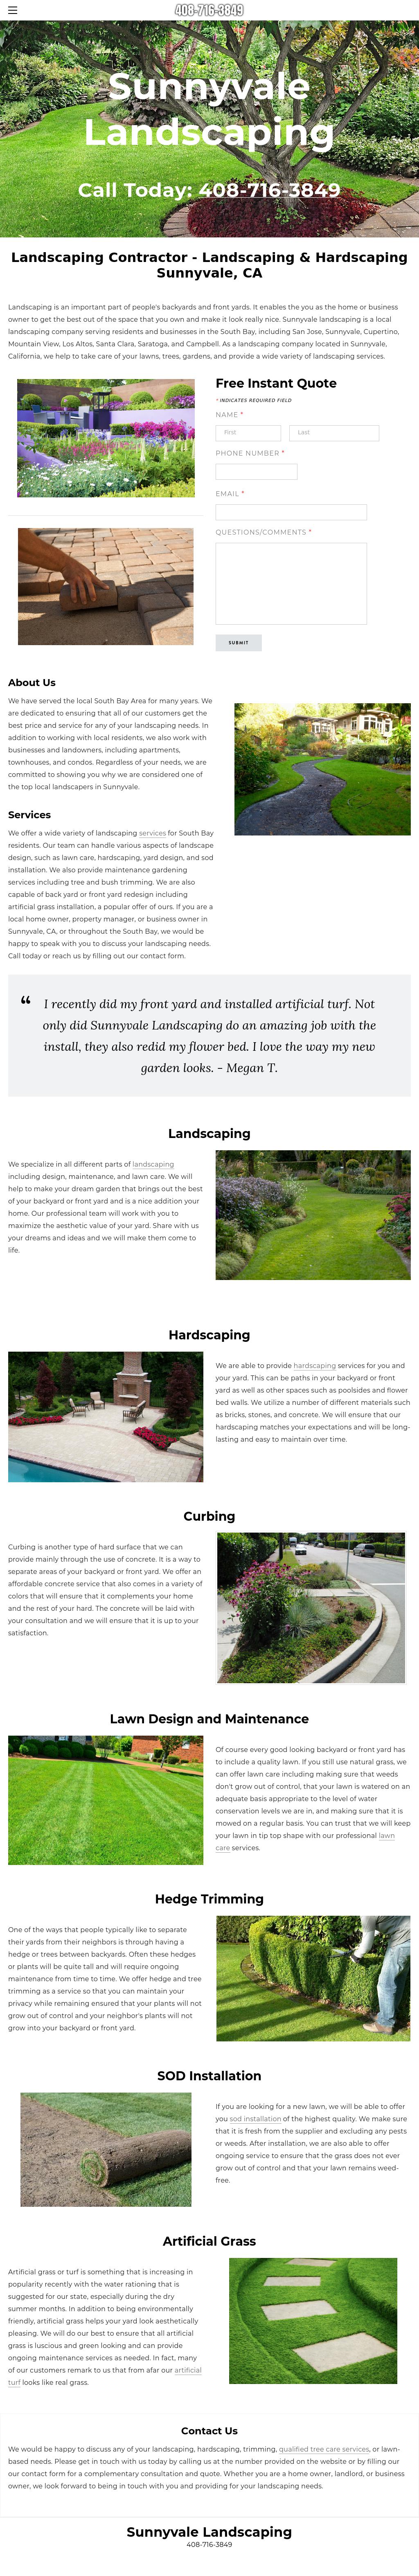 408-716-3849
Sunnyvale
Landscaping
Call Today: 408-716-3849
Landscaping Contractor - Landscaping & Hardscaping
Sunnyvale, CA
Landscaping is an important part of people's backyards and front yards. It enables the you as the home or business
owner to get the best out of the space that you own and make it look really nice. Sunnyvale landscaping is a local
landscaping company serving residents and businesses in the South Bay, including San Jose, Sunnyvale, Cupertino,
Mountain View, Los Altos, Santa Clara, Saratoga, and Campbell. As a landscaping company located in Sunnyvale,
California, we help to take care of your lawns, trees, gardens, and provide a wide variety of landscaping services.
Free Instant Quote
* INDICATES REQUIRED FIELD
NAME *
First
Last
PHONE NUMBER *
EMAIL *
QUESTIONS/COMMENTS *
SUBMIT
About Us
We have served the local South Bay Area for many years. We
are dedicated to ensuring that all of our customers get the
best price and service for any of your landscaping needs. In
addition to working with local residents, we also work with
businesses and landowners, including apartments,
townhouses, and condos. Regardless of your needs, we are
committed to showing you why we are considered one of
the top local landscapers in Sunnyvale.
Services
We offer a wide variety of landscaping services for South Bay
residents. Our team can handle various aspects of landscape
design, such as lawn care, hardscaping, yard design, and sod
installation. We also provide maintenance gardening
services including tree and bush trimming. We are also
capable of back yard or front yard redesign including
artificial grass installation, a popular offer of ours. If you are a
local home owner, property manager, or business owner in
Sunnyvale, CA, or throughout the South Bay, we would be
happy to speak with you to discuss your landscaping needs.
Call today or reach us by filling out our contact form.
“ I recently did my front yard and installed artificial turf. Not
only did Sunnyvale Landscaping do an amazing job with the
install, they also redid my flower bed. I love the way my new
garden looks. - Megan T.
Landscaping
We specialize in all different parts of landscaping
including design, maintenance, and lawn care. We will
help to make your dream garden that brings out the best
of your backyard or front yard and is a nice addition your
home. Our professional team will work with you to
maximize the aesthetic value of your yard. Share with us
your dreams and ideas and we will make them come to
life.
Hardscaping
We are able to provide hardscaping services for you and
your yard. This can be paths in your backyard or front
yard as well as other spaces such as poolsides and flower
bed walls. We utilize a number of different materials such
as bricks, stones, and concrete. We will ensure that our
hardscaping matches your expectations and will be long-
lasting and easy to maintain over time.
Curbing
Curbing is another type of hard surface that we can
provide mainly through the use of concrete. It is a way to
separate areas of your backyard or front yard. We offer an
affordable concrete service that also comes in a variety of
colors that will ensure that it complements your home
and the rest of your hard. The concrete will be laid with
your consultation and we will ensure that it is up to your
satisfaction.
Lawn Design and Maintenance
Of course every good looking backyard or front yard has
to include a quality lawn. If you still use natural grass, we
can offer lawn care including making sure that weeds
don't grow out of control, that your lawn is watered on an
adequate basis appropriate to the level of water
conservation levels we are in, and making sure that it is
mowed on a regular basis. You can trust that we will keep
your lawn in tip top shape with our professional lawn
care services.
Hedge Trimming
One of the ways that people typically like to separate
their yards from their neighbors is through having a
hedge or trees between backyards. Often these hedges
or plants will be quite tall and will require ongoing
maintenance from time to time. We offer hedge and tree
trimming as a service so that you can maintain your
privacy while remaining ensured that your plants will not
grow out of control and your neighbor's plants will not
grow into your backyard or front yard.
SOD Installation
If you are looking for a new lawn, we will be able to offer
you sod installation of the highest quality. We make sure
that it is fresh from the supplier and excluding any pests
or weeds. After installation, we are also able to offer
ongoing service to ensure that the grass does not ever
grow out of control and that your lawn remains weed-
free.
Artificial Grass
Artificial grass or turf is something that is increasing in
popularity recently with the water rationing that is
suggested for our state, especially during the dry
summer months. In addition to being environmentally
friendly, artificial grass helps your yard look aesthetically
pleasing. We will do our best to ensure that all artificial
grass is luscious and green looking and can provide
ongoing maintenance services as needed. In fact, many
of our customers remark to us that from afar our artificial
turf looks like real grass.
Contact Us
We would be happy to discuss any of your landscaping, hardscaping, trimming, qualified tree care services, or lawn-
based needs. Please get in touch with us today by calling us at the number provided on the website or by filling our
our contact form for a complementary consultation and quote. Whether you are a home owner, landlord, or business
owner, we look forward to being in touch with you and providing for your landscaping needs.
Sunnyvale Landscaping
408-716-3849